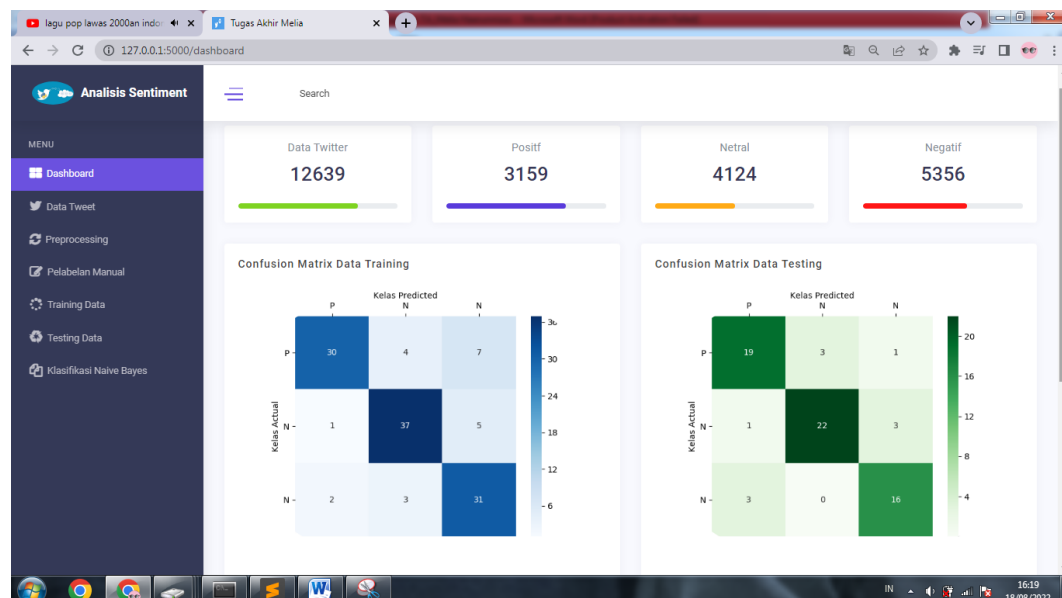 lagu pop lawas 2000an indo
Tugas Akhir Melia
127.0.0.1:5000/dashboard
Analisis Sentiment
Search
MENU
Dashboard
Data Tweet
Preprocessing
Pelabelan Manual
Training Data
Testing Data
Klasifikasi Naive Bayes
Data Twitter
12639
Positf
3159
Netral
4124
Negatif
5356
Confusion Matrix Data Training
Kelas Predicted
P N N
Kelas Actual
P 30 4 7
N 1 37 5
N 2 3 31
30
24
18
12
6
Confusion Matrix Data Testing
Kelas Predicted
P N N
Kelas Actual
P 19 3 1
N 1 22 3
N 3 0 16
20
16
12
8
4
IN
16:19
18/08/2022